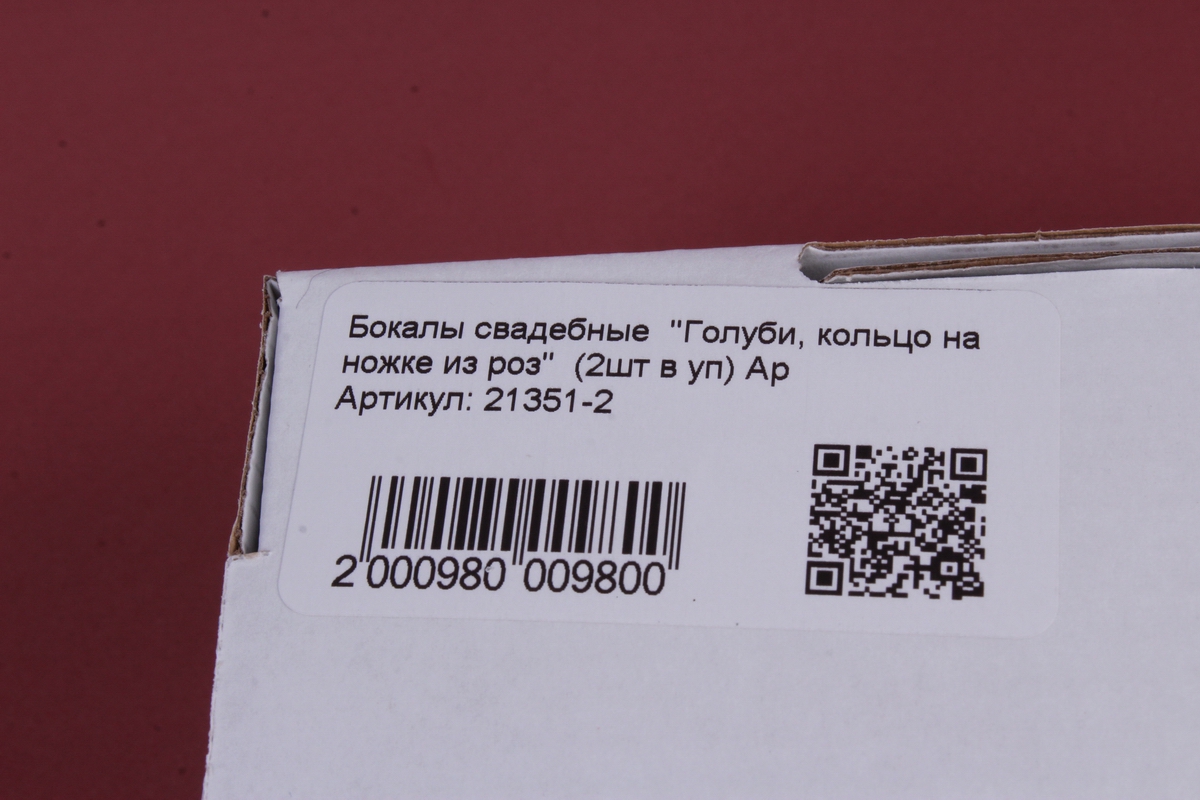 Бокалы свадебные "Голуби, кольцо на
ножке из роз" (2шт в уп) Ар
Артикул: 21351-2
2 000980 009800